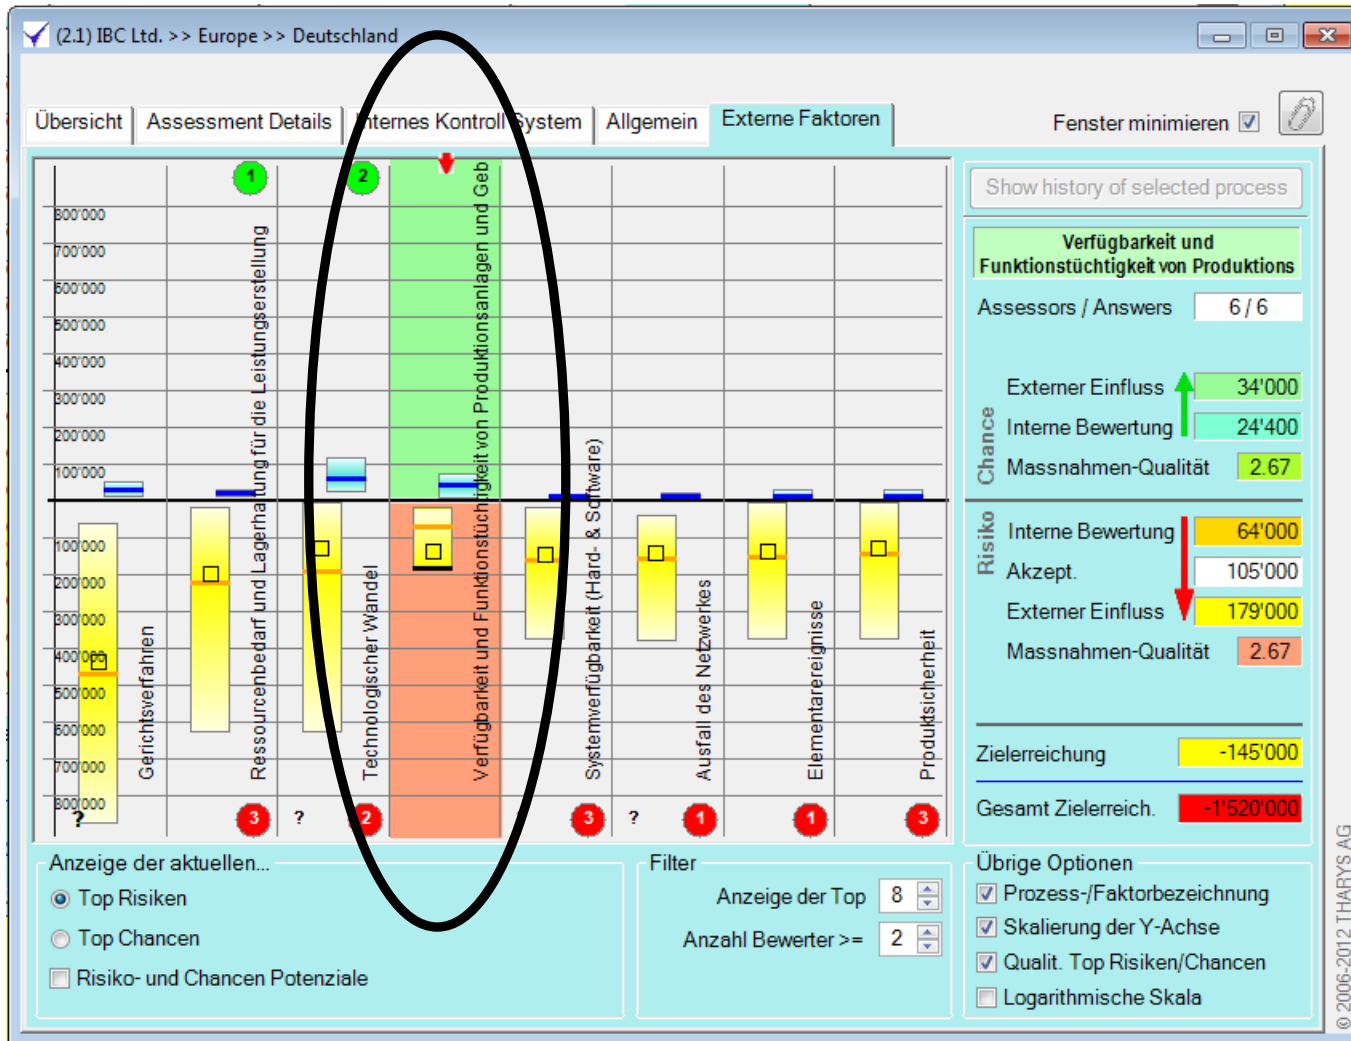 (2.1) IBC Ltd. >> Europe >> Deutschland
Übersicht
Assessment Details
Internes Kontroll System
Allgemein
Externe Faktoren
Fenster minimieren
1
2
800'000
700'000
600'000
500'000
400'000
300'000
200'000
100'000
100'000
200'000
300'000
400'000
500'000
600'000
700'000
800'000
Gerichtsverfahren
Ressourcenbedarf und Lagerhaltung für die Leistungserstellung
Technologischer Wandel
Verfügbarkeit und Funktionstüchtigkeit von Produktionsanlagen und Geb
Systemverfügbarkeit (Hard- & Software)
Ausfall des Netzwerkes
Elementarereignisse
Produktsicherheit
?
3
?
2
3
?
1
1
3
Show history of selected process
Verfügbarkeit und
Funktionstüchtigkeit von Produktions
Assessors / Answers 6 / 6
Chance
Externer Einfluss 34'000
Interne Bewertung 24'400
Massnahmen-Qualität 2.67
Risiko
Interne Bewertung 64'000
Akzept. 105'000
Externer Einfluss 179'000
Massnahmen-Qualität 2.67
Zielerreichung -145'000
Gesamt Zielerreich. -1'520'000
Anzeige der aktuellen...
Top Risiken
Top Chancen
Risiko- und Chancen Potenziale
Filter
Anzeige der Top 8
Anzahl Bewerter >= 2
Übrige Optionen
Prozess-/Faktorbezeichnung
Skalierung der Y-Achse
Qualit. Top Risiken/Chancen
Logarithmische Skala
© 2006-2012 THARYS AG